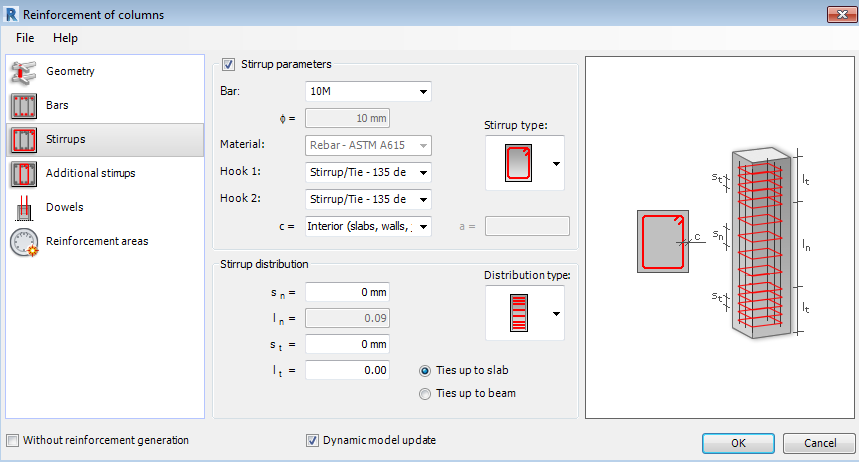 R Reinforcement of columns
File Help
Geometry
Bars
Stirrups
Additional stirrups
Dowels
Reinforcement areas
Stirrup parameters
Bar: 10M
ϕ = 10 mm
Material: Rebar - ASTM A615
Hook 1: Stirrup/Tie - 135 de
Hook 2: Stirrup/Tie - 135 de
c = Interior (slabs, walls, j
a =
Stirrup type:
Stirrup distribution
s n = 0 mm
l n = 0.09
s t = 0 mm
l t = 0.00
Distribution type:
Ties up to slab
Ties up to beam
c
s t
s n
s t
l t
l n
l t
Without reinforcement generation
Dynamic model update
OK
Cancel